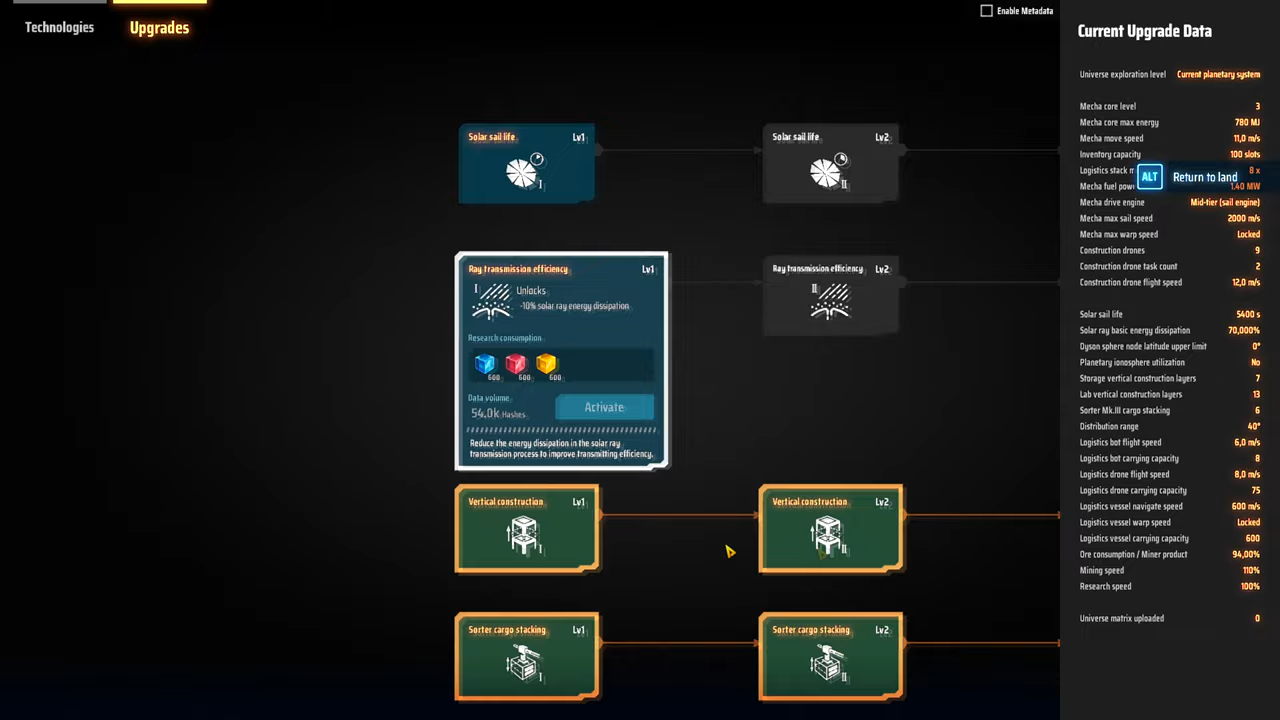 Technologies
Upgrades
Enable Metadata
Solar sail life Lv1
I
Solar sail life Lv2
II
Ray transmission efficiency Lv1
I
Unlocks
-10% solar ray energy dissipation
Research consumption
600 600 600
Data volume
54.0k Hashes
Activate
Reduce the energy dissipation in the solar ray
transmission process to improve transmitting efficiency.
Ray transmission efficiency Lv2
II
Vertical construction Lv1
I
Vertical construction Lv2
II
Sorter cargo stacking Lv1
I
Sorter cargo stacking Lv2
II
Current Upgrade Data
Universe exploration level Current planetary system
Mecha core level 3
Mecha core max energy 780 MJ
Mecha move speed 11,0 m/s
Inventory capacity 100 slots
Logistics stack 8 x
ALT Return to land
Mecha fuel 1.40 MW
Mecha drive engine Mid-tier (sail engine)
Mecha max sail speed 2000 m/s
Mecha max warp speed Locked
Construction drones 9
Construction drone task count 2
Construction drone flight speed 12,0 m/s
Solar sail life 5400 s
Solar ray basic energy dissipation 70,000%
Dyson sphere node latitude upper limit 0°
Planetary ionosphere utilization No
Storage vertical construction layers 7
Lab vertical construction layers 13
Sorter Mk.III cargo stacking 6
Distribution range 40°
Logistics bot flight speed 6,0 m/s
Logistics bot carrying capacity 8
Logistics drone flight speed 8,0 m/s
Logistics drone carrying capacity 75
Logistics vessel navigate speed 600 m/s
Logistics vessel warp speed Locked
Logistics vessel carrying capacity 600
Ore consumption / Miner product 94,00%
Mining speed 110%
Research speed 100%
Universe matrix uploaded 0